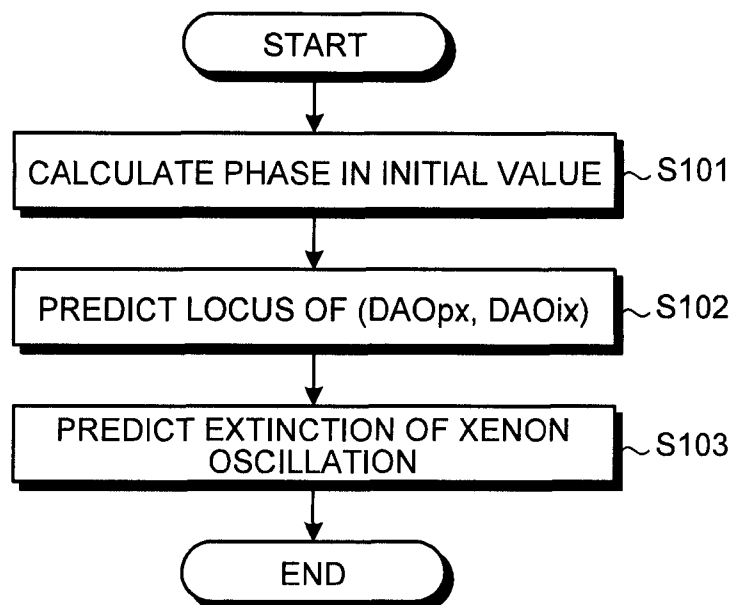 START
CALCULATE PHASE IN INITIAL VALUE
~S101
PREDICT LOCUS OF (DAOpx, DAOix)
~S102
PREDICT EXTINCTION OF XENON
OSCILLATION
~S103
END